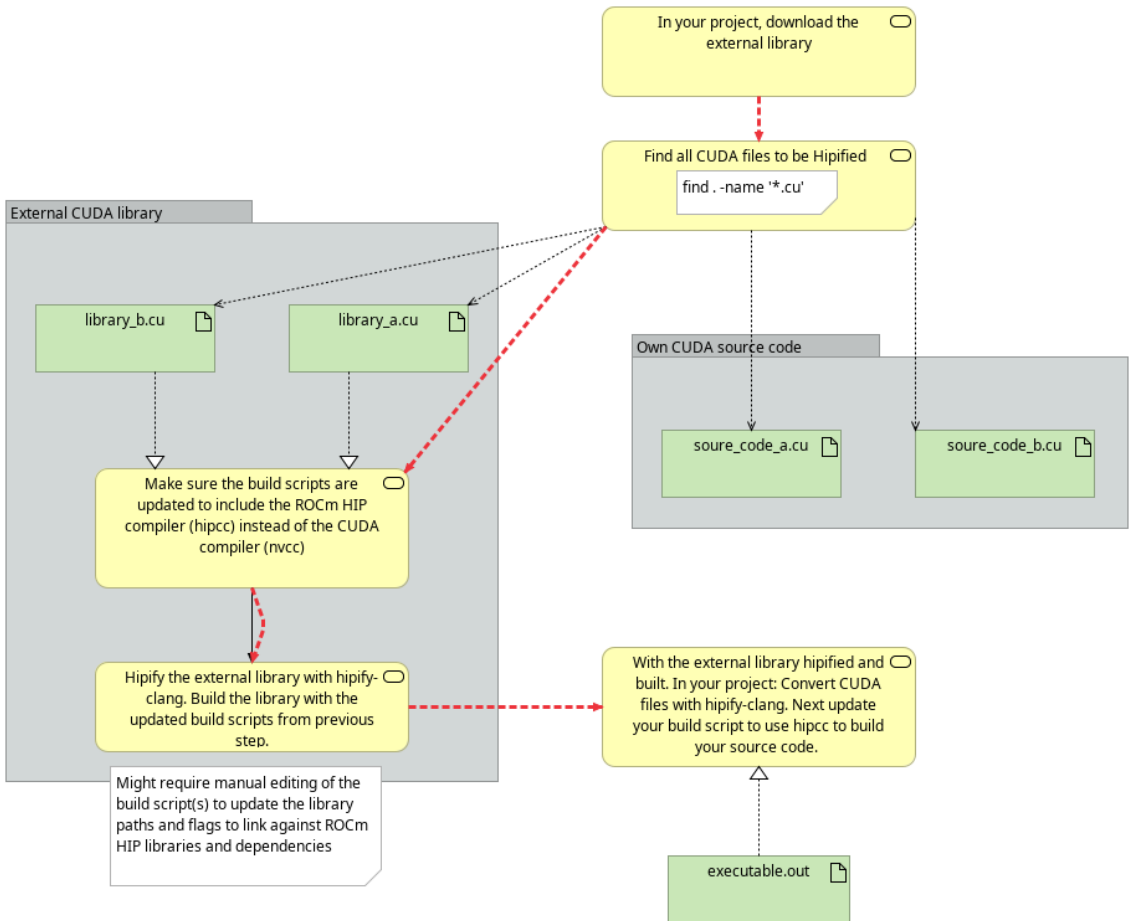 In your project, download the
external library
Find all CUDA files to be Hipified
find . -name '*.cu'
External CUDA library
library_b.cu
library_a.cu
Own CUDA source code
soure_code_a.cu
soure_code_b.cu
Make sure the build scripts are
updated to include the ROCm HIP
compiler (hipcc) instead of the CUDA
compiler (nvcc)
Hipify the external library with hipify-
clang. Build the library with the
updated build scripts from previous
step.
With the external library hipified and
built. In your project: Convert CUDA
files with hipify-clang. Next update
your build script to use hipcc to build
your source code.
Might require manual editing of the
build script(s) to update the library
paths and flags to link against ROCm
HIP libraries and dependencies
executable.out